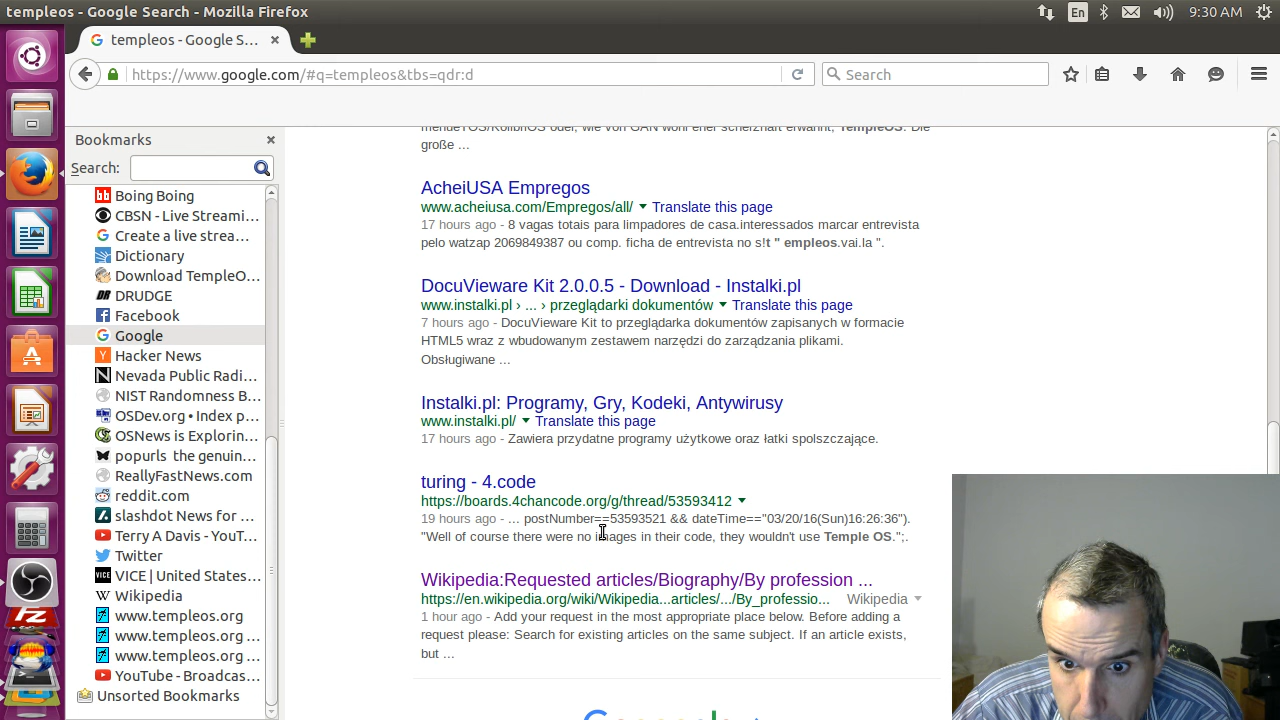 templeos - Google Search - Mozilla Firefox
En
9:30 AM
templeos - Google S...
https://www.google.com/#q=templeos&tbs=qdr:d
Search
Bookmarks
Search:
Boing Boing
CBSN - Live Streami...
Create a live strea...
Dictionary
Download TempleO...
DRUDGE
Facebook
Google
Hacker News
Nevada Public Radi...
NIST Randomness B...
OSDev.org • Index p...
OSNews is Explorin...
popurls the genuin...
ReallyFastNews.com
reddit.com
slashdot News for ...
Terry A Davis - YouT...
Twitter
VICE | United States...
Wikipedia
www.templeos.org
www.templeos.org ...
www.templeos.org ...
YouTube - Broadcas...
Unsorted Bookmarks
menuetOS/KolibriOS oder, wie von GAN wohl eher scherzhaft erwähnt, TempleOS. Die
große ...
AcheiUSA Empregos
www.acheiusa.com/Empregos/all/ Translate this page
17 hours ago - 8 vagas totais para limpadores de casa.interessados marcar entrevista
pelo watzap 2069849387 ou comp. ficha de entrevista no s!t " empleos.vai.la ".
DocuVieware Kit 2.0.0.5 - Download - Instalki.pl
www.instalki.pl › ... › przeglądarki dokumentów Translate this page
7 hours ago - DocuVieware Kit to przeglądarka dokumentów zapisanych w formacie
HTML5 wraz z wbudowanym zestawem narzędzi do zarządzania plikami.
Obsługiwane ...
Instalki.pl: Programy, Gry, Kodeki, Antywirusy
www.instalki.pl/ Translate this page
17 hours ago - Zawiera przydatne programy użytkowe oraz łatki spolszczające.
turing - 4.code
https://boards.4chancode.org/g/thread/53593412
19 hours ago - ... postNumber==53593521 && dateTime=="03/20/16(Sun)16:26:36").
"Well of course there were no images in their code, they wouldn't use Temple OS.";.
Wikipedia:Requested articles/Biography/By profession ...
https://en.wikipedia.org/wiki/Wikipedia...articles/.../By_professio... Wikipedia
1 hour ago - Add your request in the most appropriate place below. Before adding a
request please: Search for existing articles on the same subject. If an article exists,
but ...